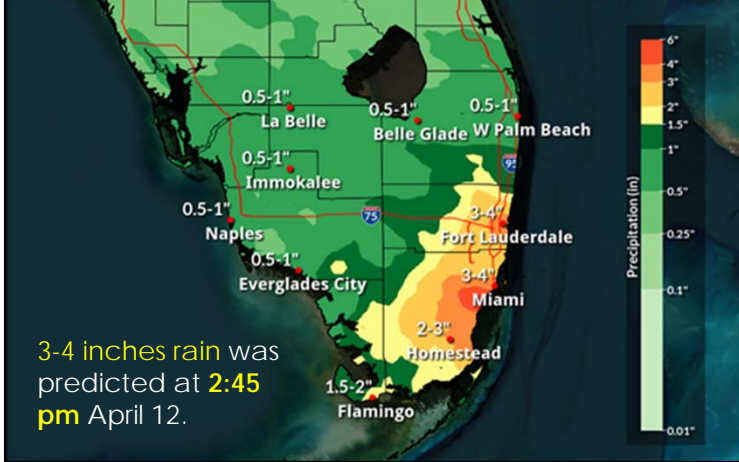 0.5-1"
La Belle
0.5-1"
Belle Glade
0.5-1"
W Palm Beach
0.5-1"
Immokalee
95
0.5-1"
Naples
75
3-4"
Fort Lauderdale
0.5-1"
Everglades City
3-4"
Miami
2-3"
Homestead
1.5-2"
Flamingo
3-4 inches rain was
predicted at 2:45
pm April 12.
Precipitation (in)
6"
4"
3"
2"
1.5"
1"
0.5"
0.25"
0.1"
0.01"